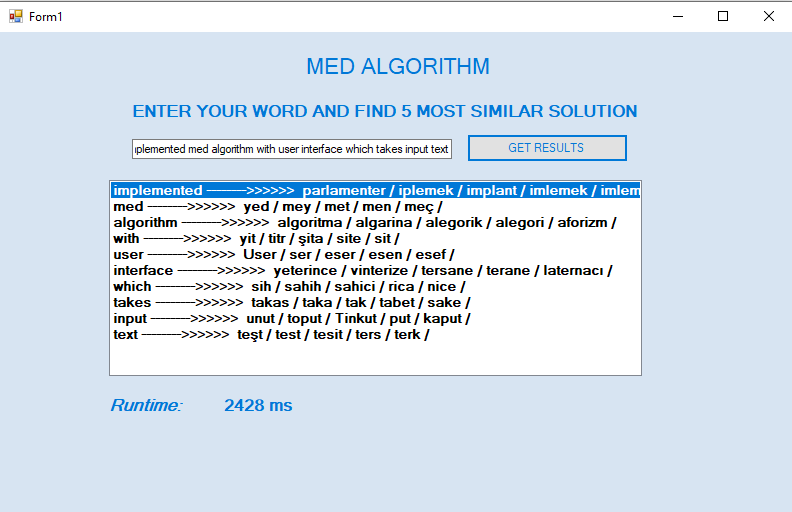 Form1
MED ALGORITHM
ENTER YOUR WORD AND FIND 5 MOST SIMILAR SOLUTION
plemented med algorithm with user interface which takes input text
GET RESULTS
implemented -------------->>>>>> parlamenter / iplemek / implant / imlemek / imlem
med -------------->>>>>> yed / mey / met / men / meç /
algorithm -------------->>>>>> algoritma / algarina / alegorik / alegori / aforizm /
with -------------->>>>>> yit / titr / şita / site / sit /
user -------------->>>>>> User / ser / eser / esen / esef /
interface -------------->>>>>> yeterince / vinterize / tersane / terane / laternacı /
which -------------->>>>>> sih / sahih / sahici / rica / nice /
takes -------------->>>>>> takas / taka / tak / tabet / sake /
input -------------->>>>>> unut / toput / Tinkut / put / kaput /
text -------------->>>>>> teşt / test / tesit / ters / terk /
Runtime: 2428 ms